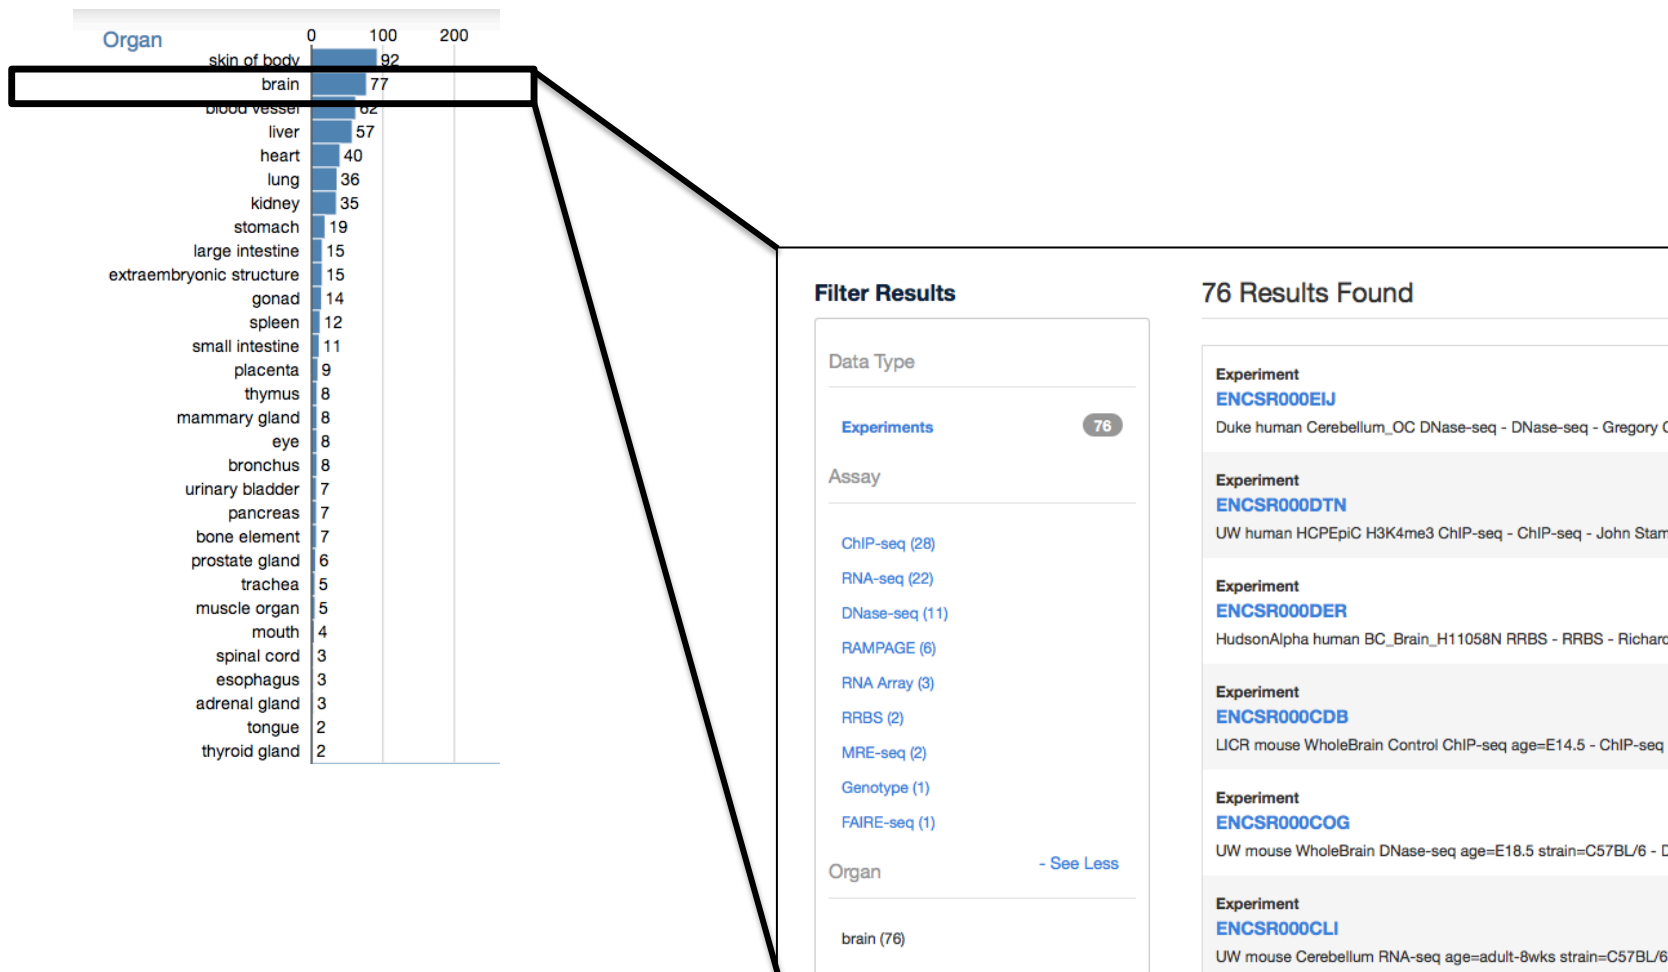 Organ
0 100 200
skin of body 92
brain 77
blood vessel 62
liver 57
heart 40
lung 36
kidney 35
stomach 19
large intestine 15
extraembryonic structure 15
gonad 14
spleen 12
small intestine 11
placenta 9
thymus 8
mammary gland 8
eye 8
bronchus 8
urinary bladder 7
pancreas 7
bone element 7
prostate gland 6
trachea 5
muscle organ 5
mouth 4
spinal cord 3
esophagus 3
adrenal gland 3
tongue 2
thyroid gland 2
Filter Results
Data Type
Experiments 76
Assay
ChIP-seq (28)
RNA-seq (22)
DNase-seq (11)
RAMPAGE (6)
RNA Array (3)
RRBS (2)
MRE-seq (2)
Genotype (1)
FAIRE-seq (1)
- See Less
Organ
brain (76)
76 Results Found
Experiment
ENCSR000EIJ
Duke human Cerebellum_OC DNase-seq - DNase-seq - Gregory
Experiment
ENCSR000DTN
UW human HCPEpiC H3K4me3 ChIP-seq - ChIP-seq - John Stam
Experiment
ENCSR000DER
HudsonAlpha human BC_Brain_H11058N RRBS - RRBS - Richard
Experiment
ENCSR000CDB
LICR mouse WholeBrain Control ChIP-seq age=E14.5 - ChIP-seq
Experiment
ENCSR000COG
UW mouse WholeBrain DNase-seq age=E18.5 strain=C57BL/6 -
Experiment
ENCSR000CLI
UW mouse Cerebellum RNA-seq age=adult-8wks strain=C57BL/6